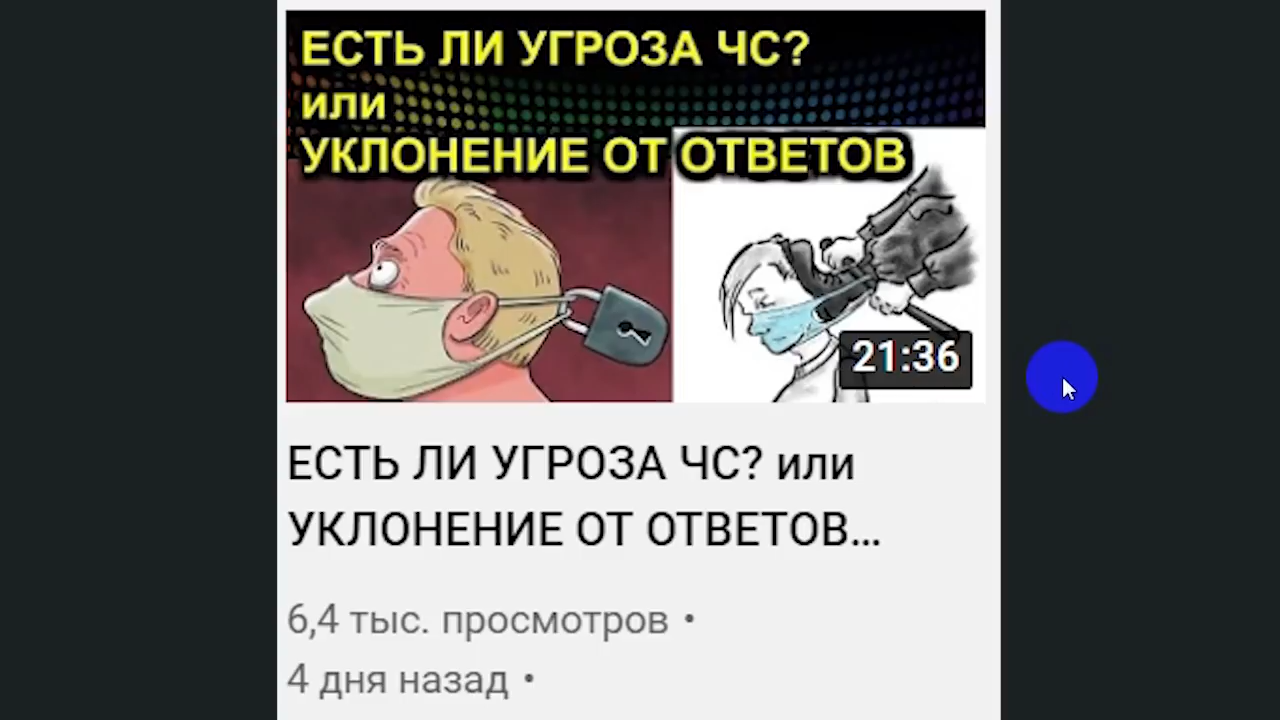 ЕСТЬ ЛИ УГРОЗА ЧС?
или
УКЛОНЕНИЕ ОТ ОТВЕТОВ
21:36
ЕСТЬ ЛИ УГРОЗА ЧС? или
УКЛОНЕНИЕ ОТ ОТВЕТОВ...
6,4 тыс. просмотров •
4 дня назад •